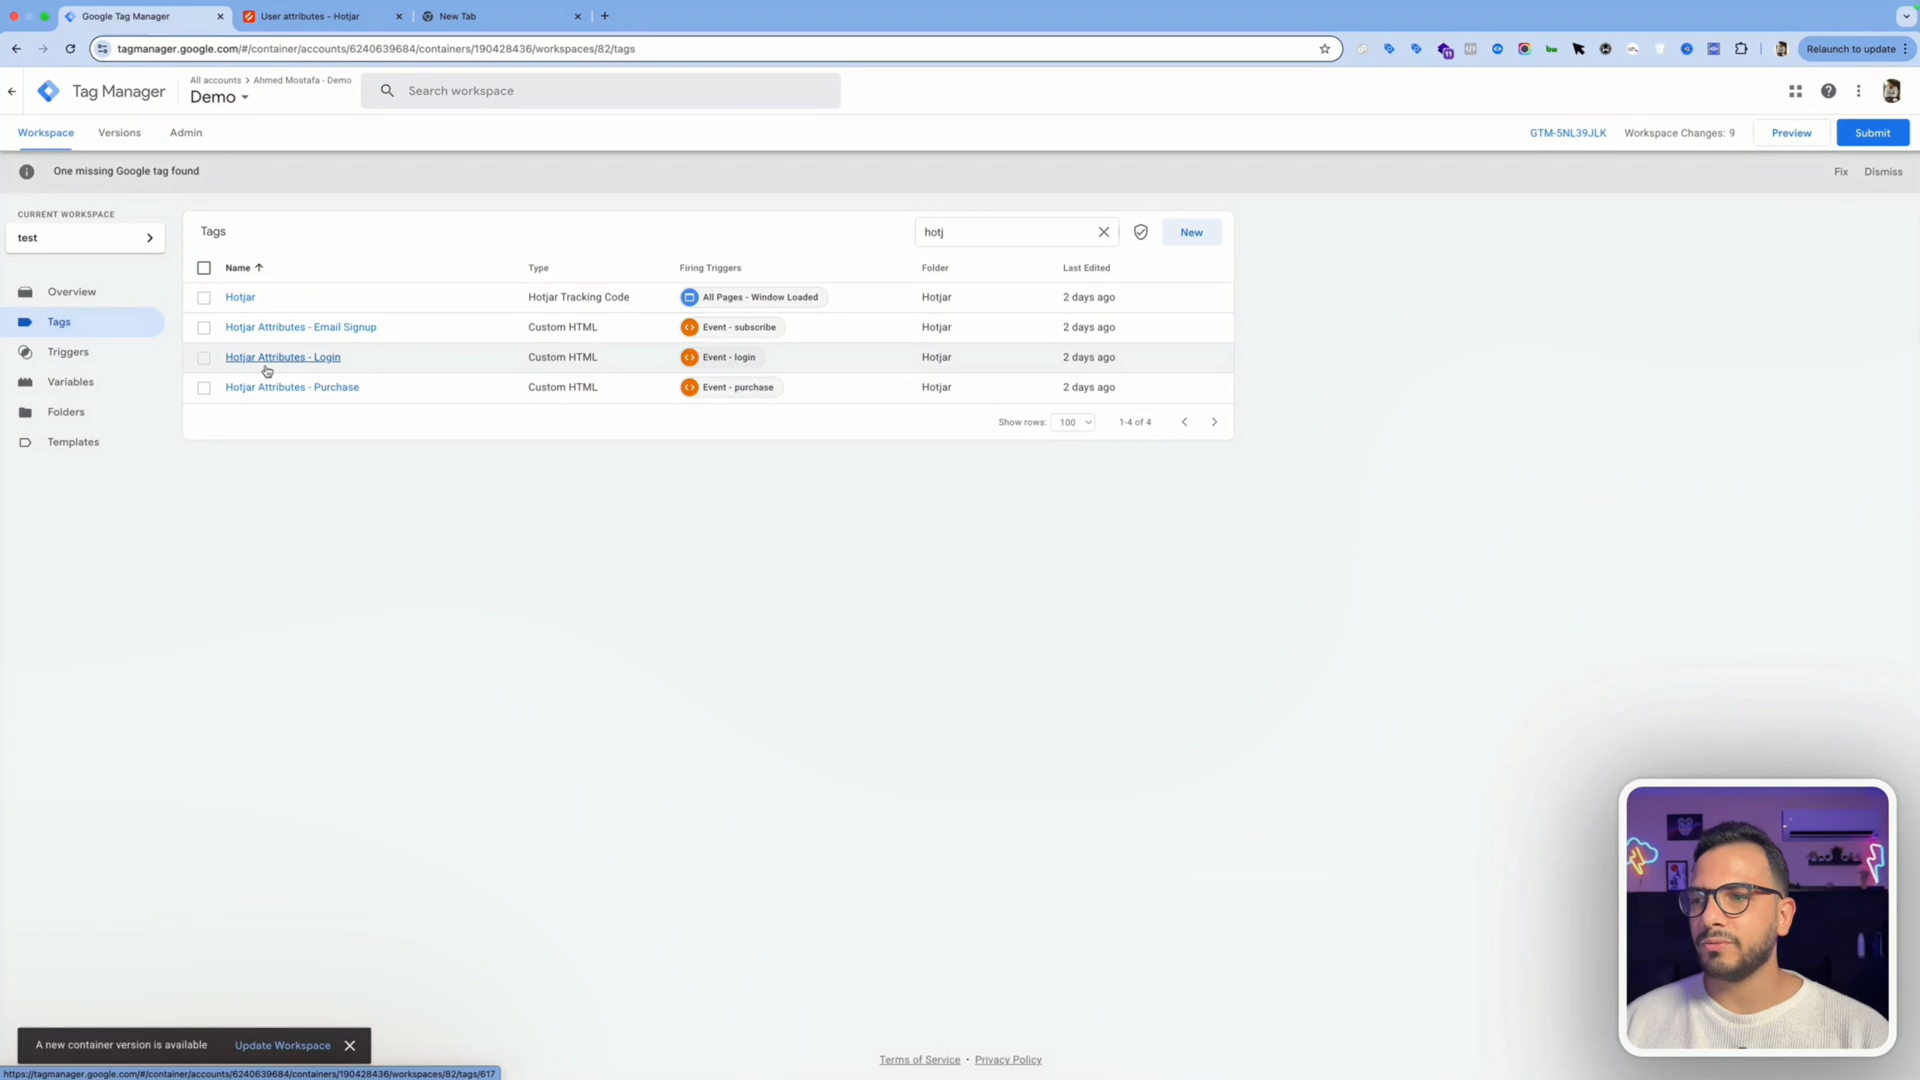 Google Tag Manager
User attributes - Hotjar
New Tab
tagmanager.google.com/#/container/accounts/6240639684/containers/190428436/workspaces/82/tags
Relaunch to update
Tag Manager
All accounts > Ahmed Mostafa - Demo
Demo
Search workspace
Workspace
Versions
Admin
GTM-5NL39JLK
Workspace Changes: 9
Preview
Submit
One missing Google tag found
Fix
Dismiss
CURRENT WORKSPACE
test
Overview
Tags
Triggers
Variables
Folders
Templates
Tags
hotj
New
Name Type Firing Triggers Folder Last Edited
Hotjar Hotjar Tracking Code All Pages - Window Loaded Hotjar 2 days ago
Hotjar Attributes - Email Signup Custom HTML Event - subscribe Hotjar 2 days ago
Hotjar Attributes - Login Custom HTML Event - login Hotjar 2 days ago
Hotjar Attributes - Purchase Custom HTML Event - purchase Hotjar 2 days ago
Show rows: 100 1-4 of 4
A new container version is available
Update Workspace
Terms of Service • Privacy Policy
https://tagmanager.google.com/#/container/accounts/6240639684/containers/190428436/workspaces/82/tags/617